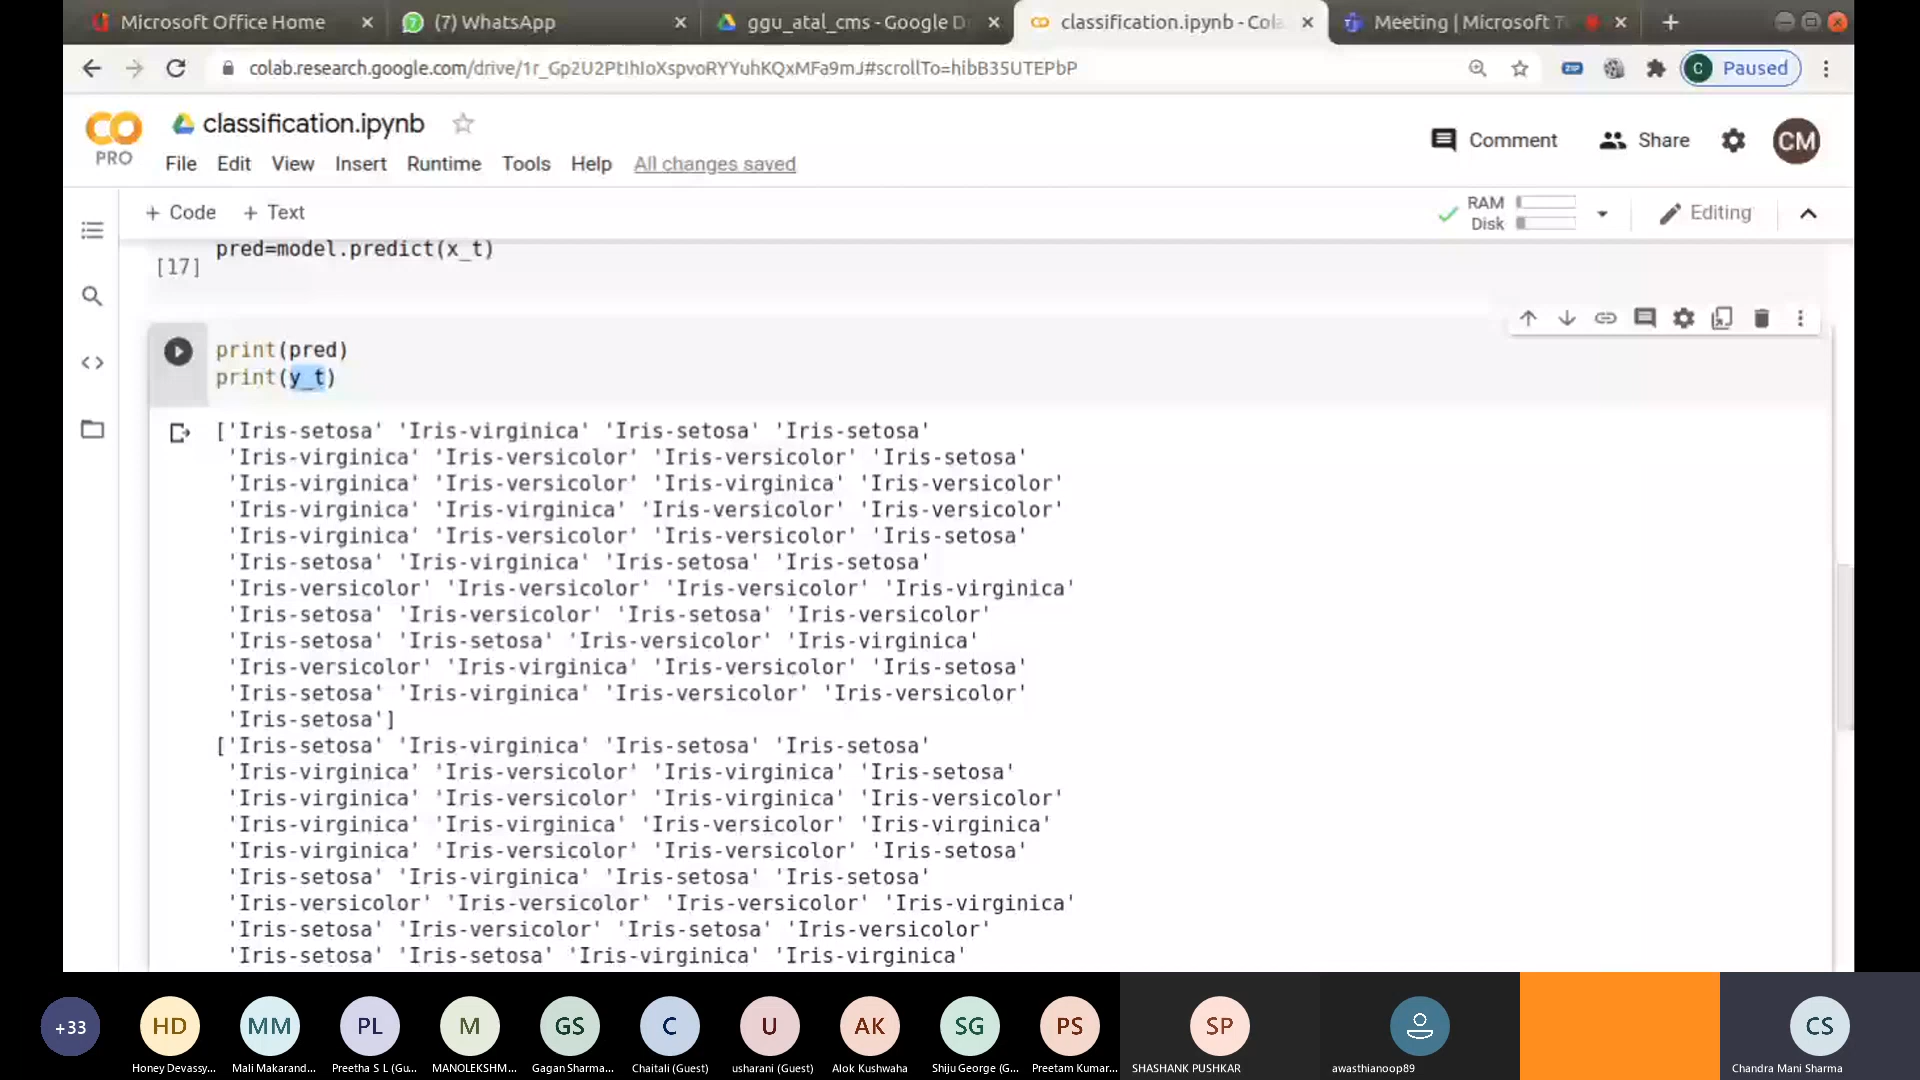 Microsoft Office Home
(7) WhatsApp
ggu_atal_cms - Google D
classification.ipynb - Cola
Meeting | Microsoft T
colab.research.google.com/drive/1r_Gp2U2PtIhIoXspvoRYYuhKQxMFa9mJ#scrollTo=hibB35UTEPbP
C Paused
CO
PRO
classification.ipynb
File Edit View Insert Runtime Tools Help All changes saved
Comment
Share
CM
+ Code + Text
RAM
Disk
Editing
pred=model.predict(x_t)
[17]
print(pred)
print(y_t)
['Iris-setosa' 'Iris-virginica' 'Iris-setosa' 'Iris-setosa'
'Iris-virginica' 'Iris-versicolor' 'Iris-versicolor' 'Iris-setosa'
'Iris-virginica' 'Iris-versicolor' 'Iris-virginica' 'Iris-versicolor'
'Iris-virginica' 'Iris-virginica' 'Iris-versicolor' 'Iris-versicolor'
'Iris-virginica' 'Iris-versicolor' 'Iris-versicolor' 'Iris-setosa'
'Iris-setosa' 'Iris-virginica' 'Iris-setosa' 'Iris-setosa'
'Iris-versicolor' 'Iris-versicolor' 'Iris-versicolor' 'Iris-virginica'
'Iris-setosa' 'Iris-versicolor' 'Iris-setosa' 'Iris-versicolor'
'Iris-setosa' 'Iris-setosa' 'Iris-versicolor' 'Iris-virginica'
'Iris-versicolor' 'Iris-virginica' 'Iris-versicolor' 'Iris-setosa'
'Iris-setosa' 'Iris-virginica' 'Iris-versicolor' 'Iris-versicolor'
'Iris-setosa']
['Iris-setosa' 'Iris-virginica' 'Iris-setosa' 'Iris-setosa'
'Iris-virginica' 'Iris-versicolor' 'Iris-virginica' 'Iris-setosa'
'Iris-virginica' 'Iris-versicolor' 'Iris-virginica' 'Iris-versicolor'
'Iris-virginica' 'Iris-virginica' 'Iris-versicolor' 'Iris-virginica'
'Iris-virginica' 'Iris-versicolor' 'Iris-versicolor' 'Iris-setosa'
'Iris-setosa' 'Iris-virginica' 'Iris-setosa' 'Iris-setosa'
'Iris-versicolor' 'Iris-versicolor' 'Iris-versicolor' 'Iris-virginica'
'Iris-setosa' 'Iris-versicolor' 'Iris-setosa' 'Iris-versicolor'
'Iris-setosa' 'Iris-setosa' 'Iris-virginica' 'Iris-virginica'
+33 HD MM PL M GS C U AK SG PS SP CS
Honey Devassy... Mali Makarand... Preetha S L (Gu... MANOLEKSHM... Gagan Sharma... Chaitali (Guest) usharani (Guest) Alok Kushwaha Shiju George (G... Preetam Kumar... SHASHANK PUSHKAR awasthianoop89 Chandra Mani Sharma